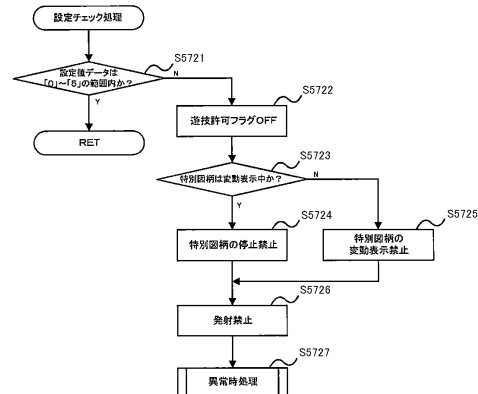 設定チェック処理
S5721
設定値データは
「0」~「5」の範囲内か?
N
Y
S5722
遊技許可フラグOFF
RET
S5723
特別図柄は変動表示中か?
N
Y
S5724
特別図柄の停止禁止
S5725
特別図柄の
変動表示禁止
S5726
発射禁止
S5727
異常時処理